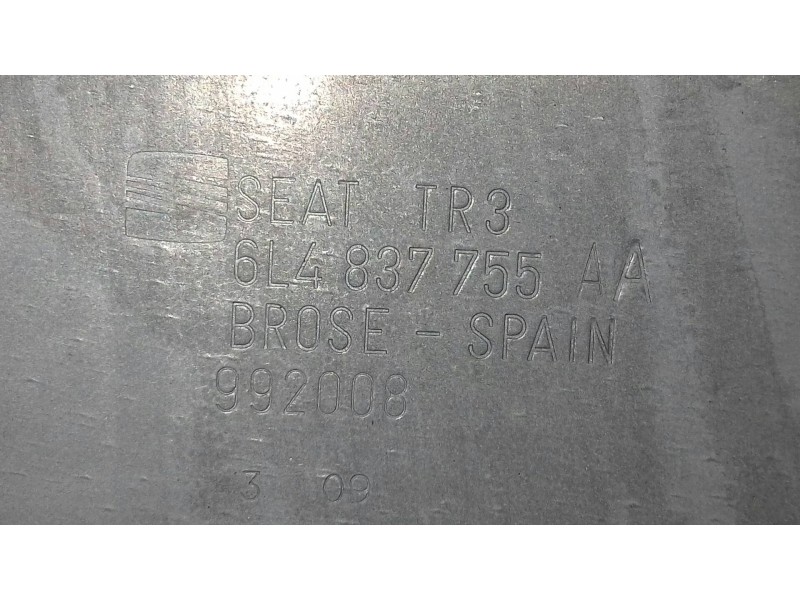 SEAT TR3
6L4 837 755 AA
BROSE - SPAIN
992008
3 09